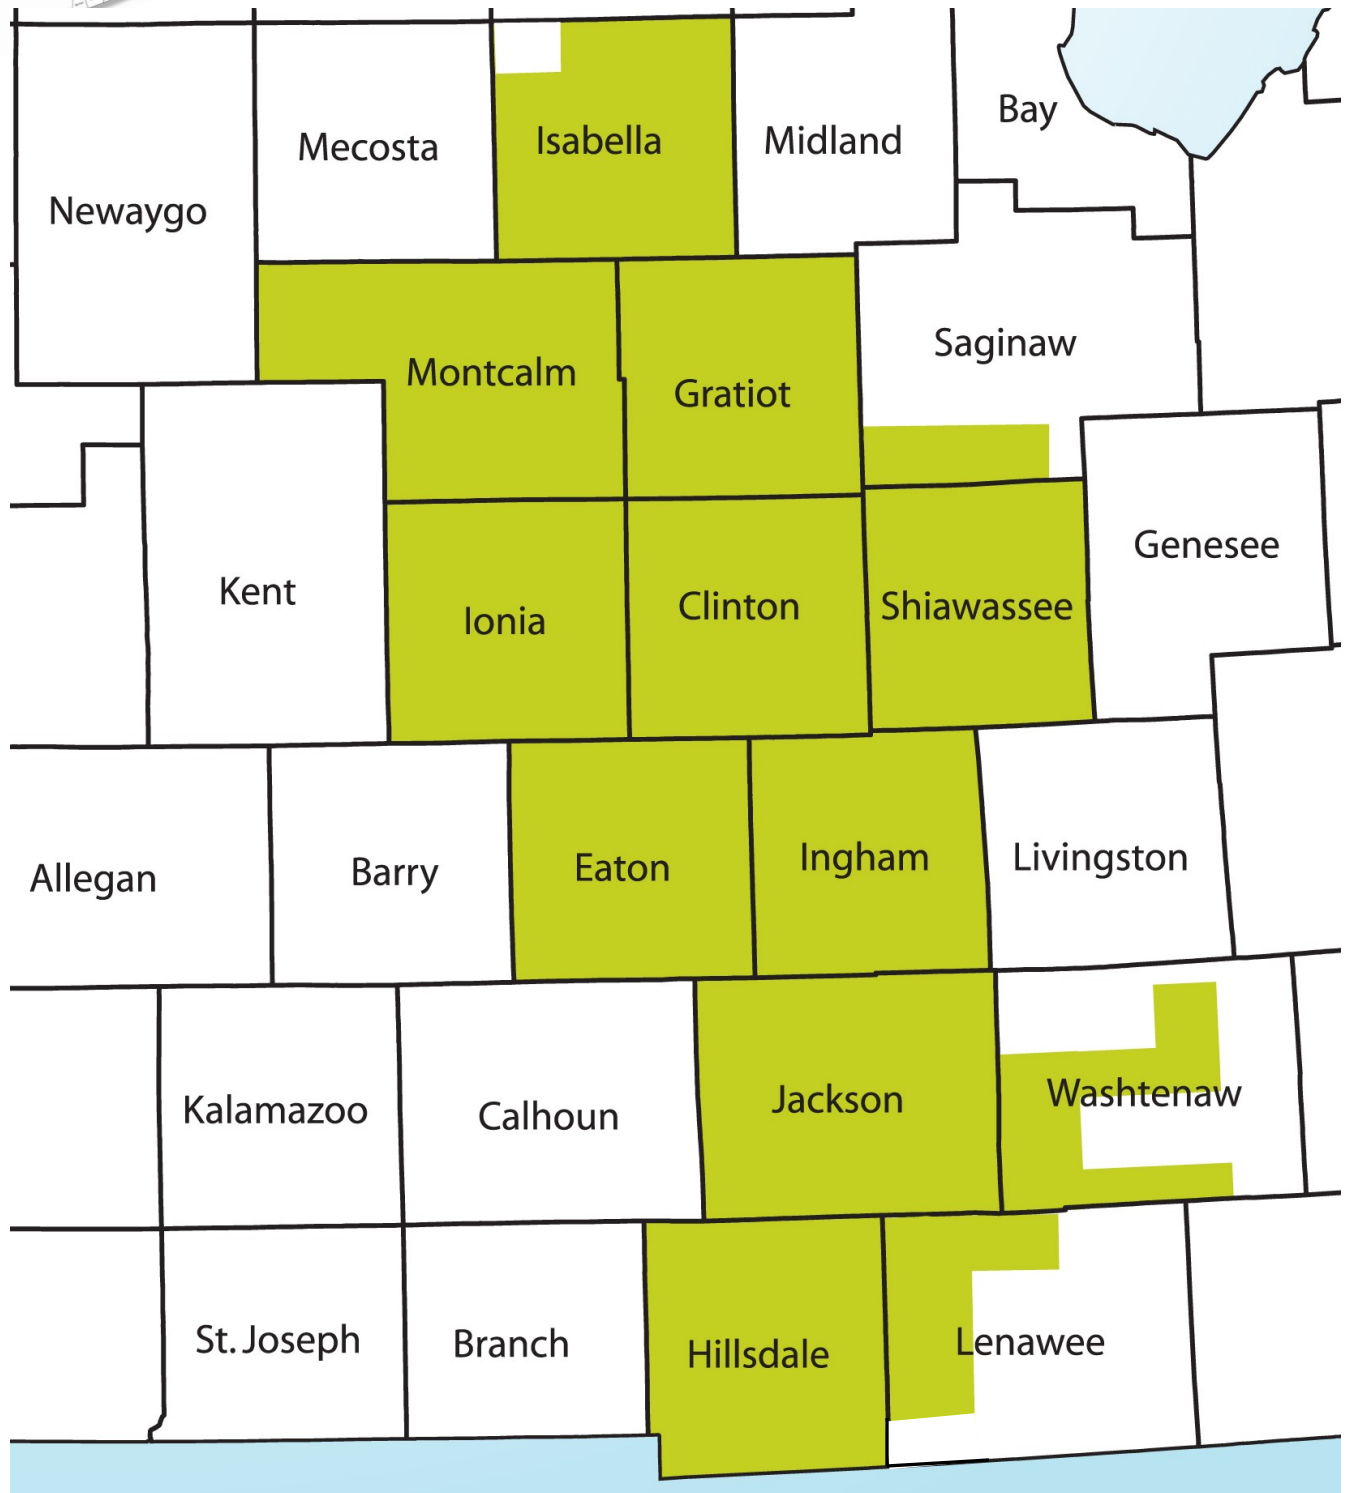 Bay
Mecosta
Isabella
Midland
Newaygo
Saginaw
Montcalm
Gratiot
Genesee
Kent
Ionia
Clinton
Shiawassee
Allegan
Barry
Eaton
Ingham
Livingston
Kalamazoo
Calhoun
Jackson
Washtenaw
St. Joseph
Branch
Hillsdale
Lenawee